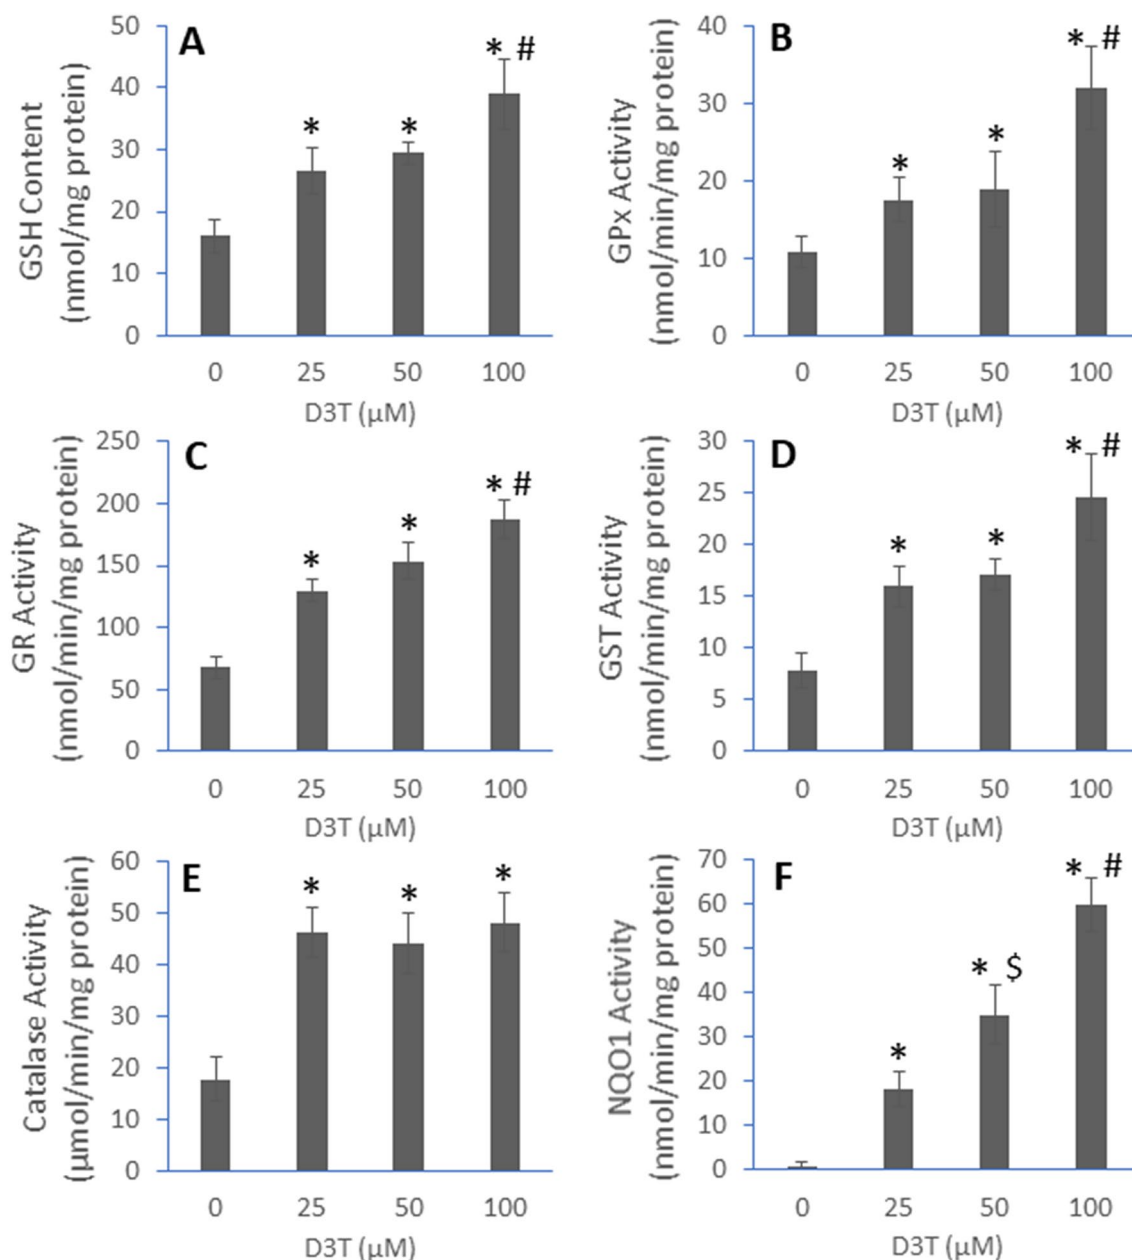 A
GSH Content
(nmol/mg protein)
50
40
30
20
10
0
*
*
* #
0 25 50 100
D3T (µM)
B
GPx Activity
(nmol/min/mg protein)
40
30
20
10
0
*
*
* #
0 25 50 100
D3T (µM)
C
GR Activity
(nmol/min/mg protein)
250
200
150
100
50
0
*
*
* #
0 25 50 100
D3T (µM)
D
GST Activity
(nmol/min/mg protein)
30
25
20
15
10
5
0
*
*
* #
0 25 50 100
D3T (µM)
E
Catalase Activity
(µmol/min/mg protein)
60
50
40
30
20
10
0
*
*
*
0 25 50 100
D3T (µM)
F
NQO1 Activity
(nmol/min/mg protein)
70
60
50
40
30
20
10
0
*
* $
* #
0 25 50 100
D3T (µM)